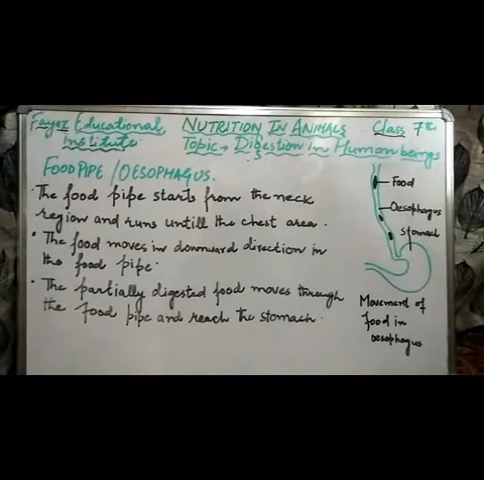 Fayaz Educational Institute
NUTRITION IN ANIMALS
Class 7th
Topic → Digestion in Human beings
FOOD PIPE / OESOPHAGUS.
· The food pipe starts from the neck
region and runs untill the chest area.
· The food moves in downward direction in
the food pipe.
· The partially digested food moves through
the food pipe and reach the stomach.
Food
Oesophagus
Stomach
Movement of
food in
oesophagus